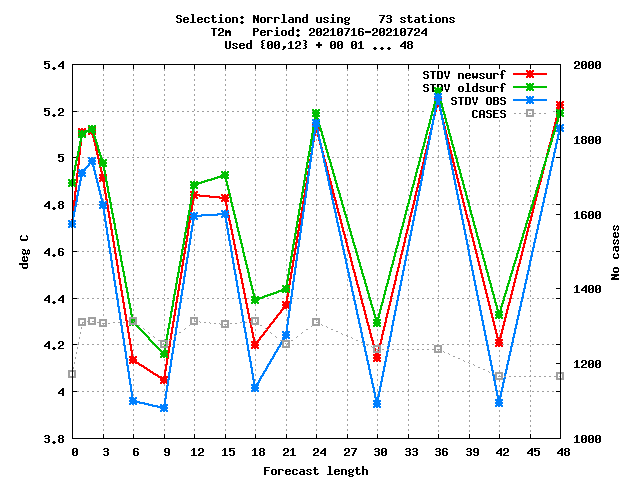 Selection: Norrland using    73 stations
T2m   Period: 20210716-20210724
Used {00,12} + 00 01 ... 48
STDV newsurf
STDV oldsurf
STDV OBS
CASES
5.4
5.2
5
4.8
4.6
4.4
4.2
4
3.8
deg C
2000
1800
1600
1400
1200
1000
No cases
0 3 6 9 12 15 18 21 24 27 30 33 36 39 42 45 48
Forecast length